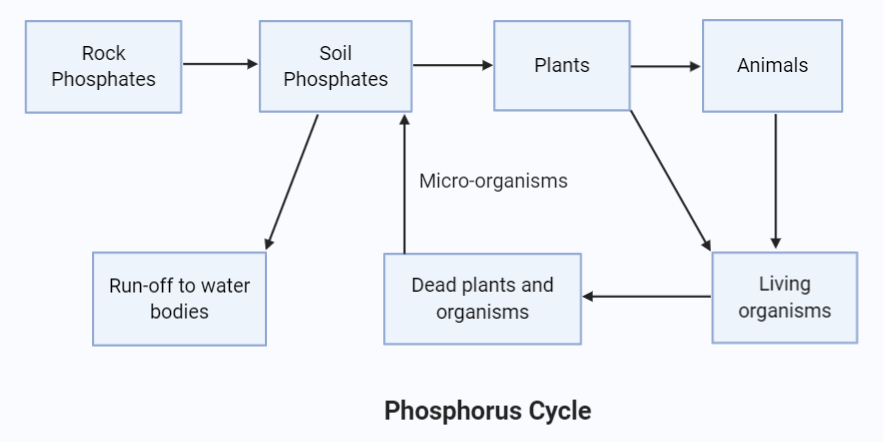 Rock
Phosphates
Soil
Phosphates
Plants
Animals
Micro-organisms
Run-off to water
bodies
Dead plants and
organisms
Living
organisms
Phosphorus Cycle